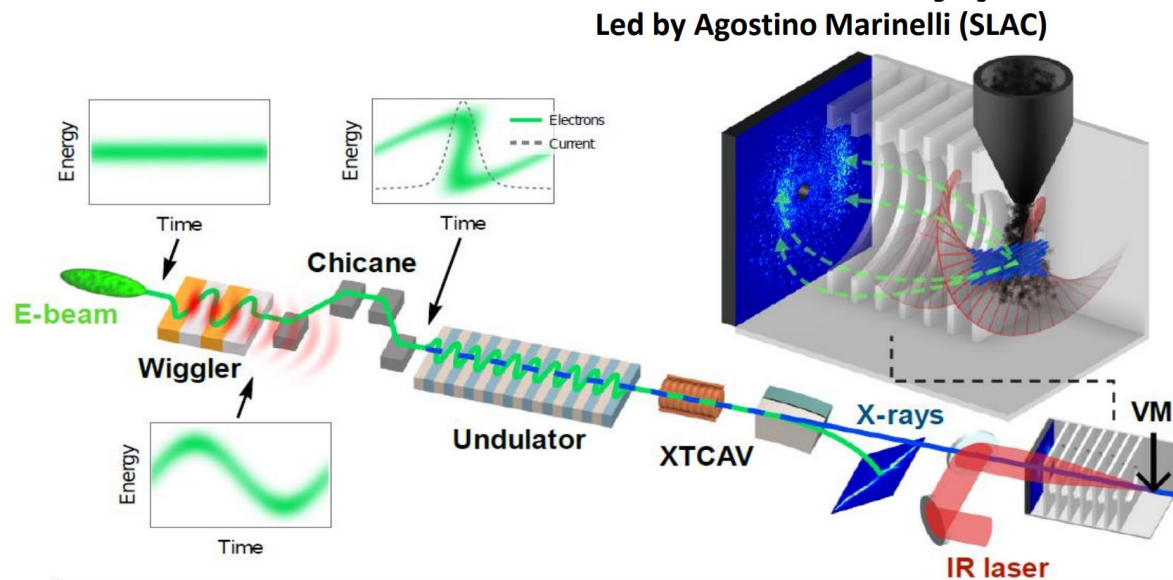 Led by Agostino Marinelli (SLAC)
Energy
Time
Energy
Electrons
Current
Time
E-beam
Wiggler
Chicane
Undulator
XTCAV
X-rays
VM
IR laser
Energy
Time